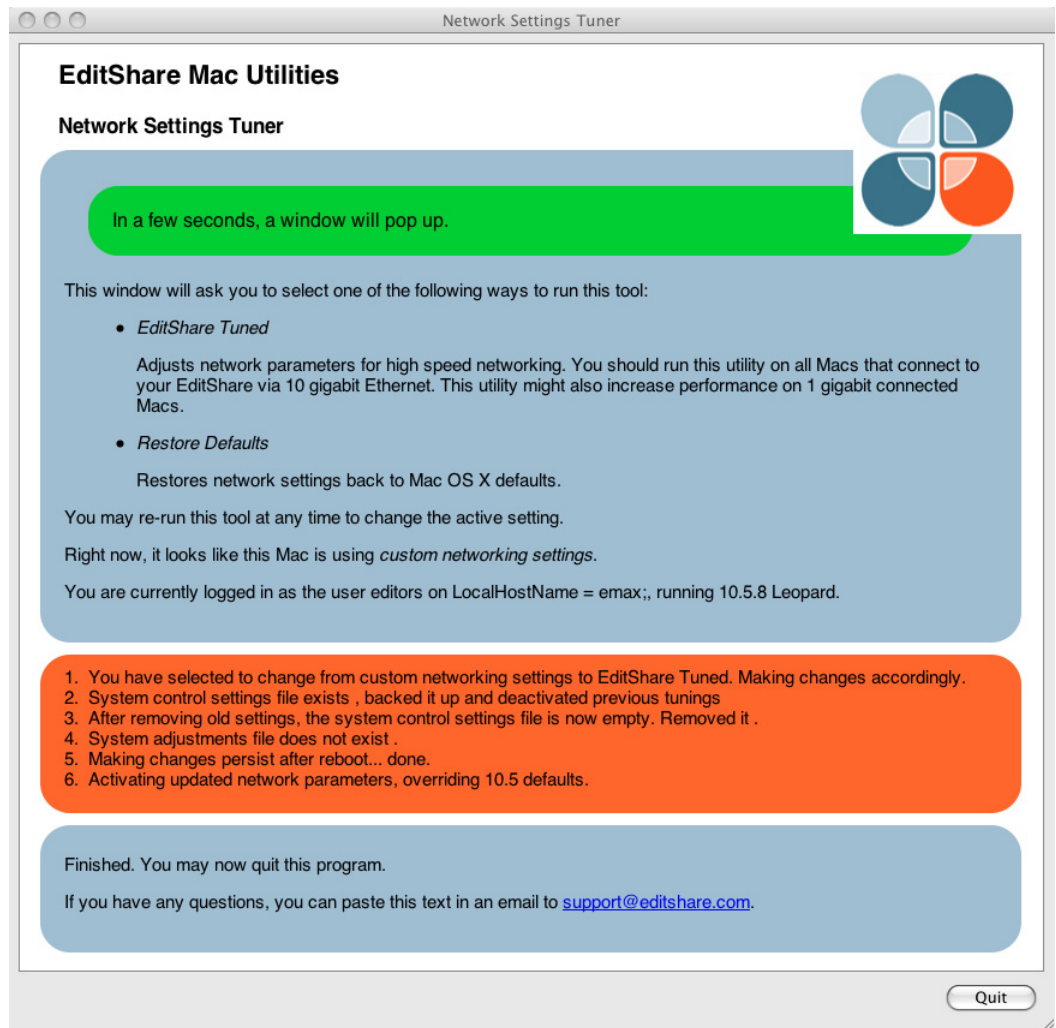 Network Settings Tuner
EditShare Mac Utilities
Network Settings Tuner
In a few seconds, a window will pop up.
This window will ask you to select one of the following ways to run this tool:
• EditShare Tuned
Adjusts network parameters for high speed networking. You should run this utility on all Macs that connect to
your EditShare via 10 gigabit Ethernet. This utility might also increase performance on 1 gigabit connected
Macs.
• Restore Defaults
Restores network settings back to Mac OS X defaults.
You may re-run this tool at any time to change the active setting.
Right now, it looks like this Mac is using custom networking settings.
You are currently logged in as the user editors on LocalHostName = emax;, running 10.5.8 Leopard.
1. You have selected to change from custom networking settings to EditShare Tuned. Making changes accordingly.
2. System control settings file exists , backed it up and deactivated previous tunings
3. After removing old settings, the system control settings file is now empty. Removed it .
4. System adjustments file does not exist .
5. Making changes persist after reboot... done.
6. Activating updated network parameters, overriding 10.5 defaults.
Finished. You may now quit this program.
If you have any questions, you can paste this text in an email to support@editshare.com.
Quit